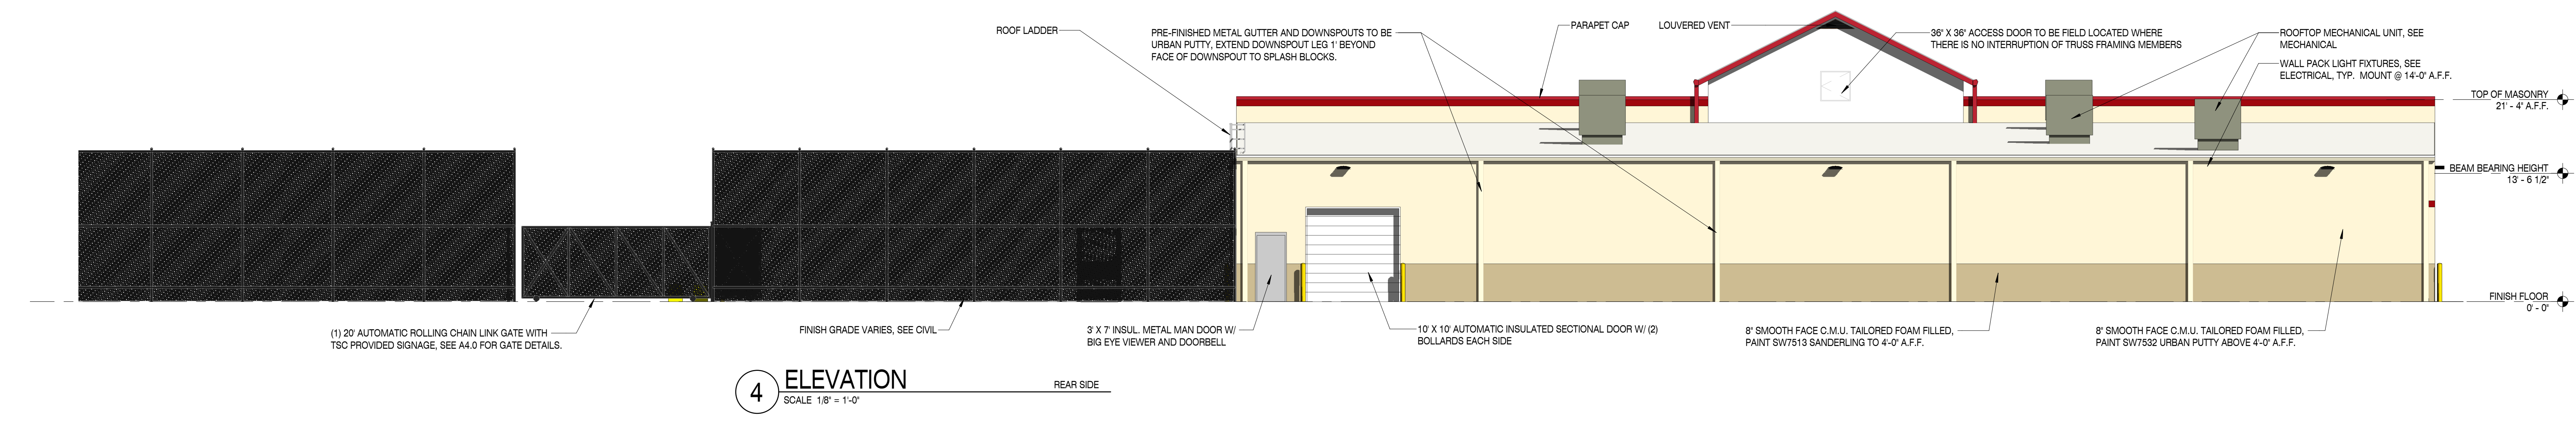 ROOF LADDER
PRE-FINISHED METAL GUTTER AND DOWNSPOUTS TO BE
URBAN PUTTY, EXTEND DOWNSPOUT LEG 1' BEYOND
FACE OF DOWNSPOUT TO SPLASH BLOCKS.
PARAPET CAP
LOUVERED VENT
36" X 36" ACCESS DOOR TO BE FIELD LOCATED WHERE
THERE IS NO INTERRUPTION OF TRUSS FRAMING MEMBERS
ROOFTOP MECHANICAL UNIT, SEE
MECHANICAL
WALL PACK LIGHT FIXTURES, SEE
ELECTRICAL, TYP. MOUNT @ 14'-0" A.F.F.
TOP OF MASONRY
21' - 4" A.F.F.
BEAM BEARING HEIGHT
13' - 6 1/2"
FINISH FLOOR
0' - 0"
(1) 20' AUTOMATIC ROLLING CHAIN LINK GATE WITH
TSC PROVIDED SIGNAGE, SEE A4.0 FOR GATE DETAILS.
FINISH GRADE VARIES, SEE CIVIL
3' X 7' INSUL. METAL MAN DOOR W/
BIG EYE VIEWER AND DOORBELL
10' X 10' AUTOMATIC INSULATED SECTIONAL DOOR W/ (2)
BOLLARDS EACH SIDE
8" SMOOTH FACE C.M.U. TAILORED FOAM FILLED,
PAINT SW7513 SANDERLING TO 4'-0" A.F.F.
8" SMOOTH FACE C.M.U. TAILORED FOAM FILLED,
PAINT SW7532 URBAN PUTTY ABOVE 4'-0" A.F.F.
4
ELEVATION
REAR SIDE
SCALE 1/8" = 1'-0"